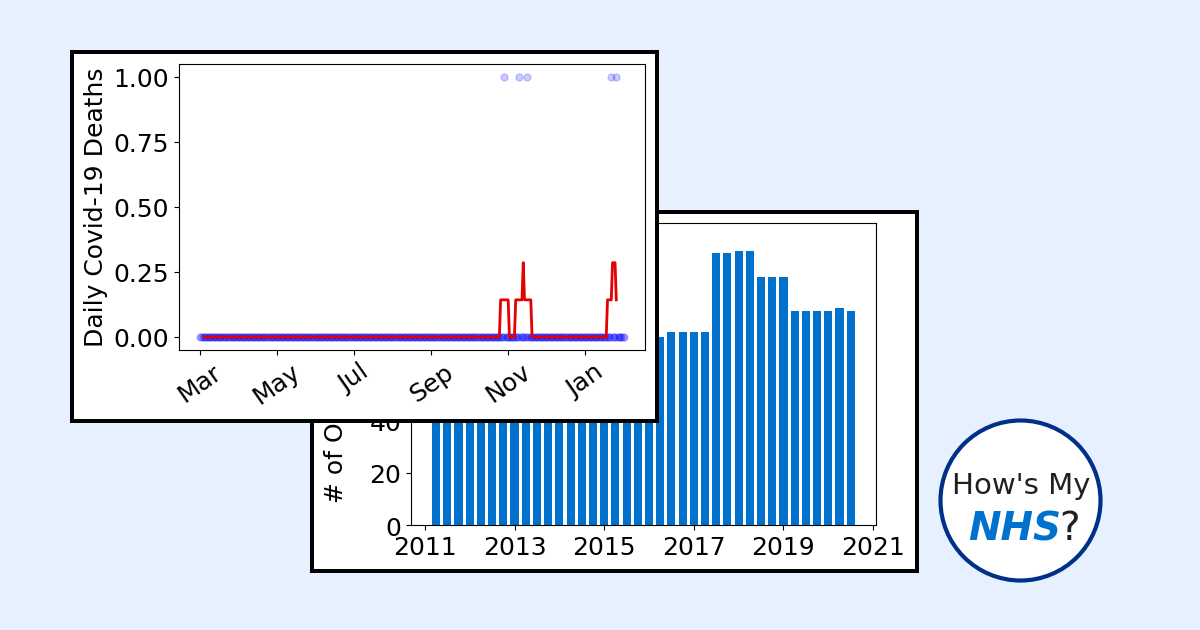 Daily Covid-19 Deaths
1.00
0.75
0.50
0.25
0.00
Mar May Jul Sep Nov Jan
# of O
40
20
0
2011 2013 2015 2017 2019 2021
How's My
NHS?